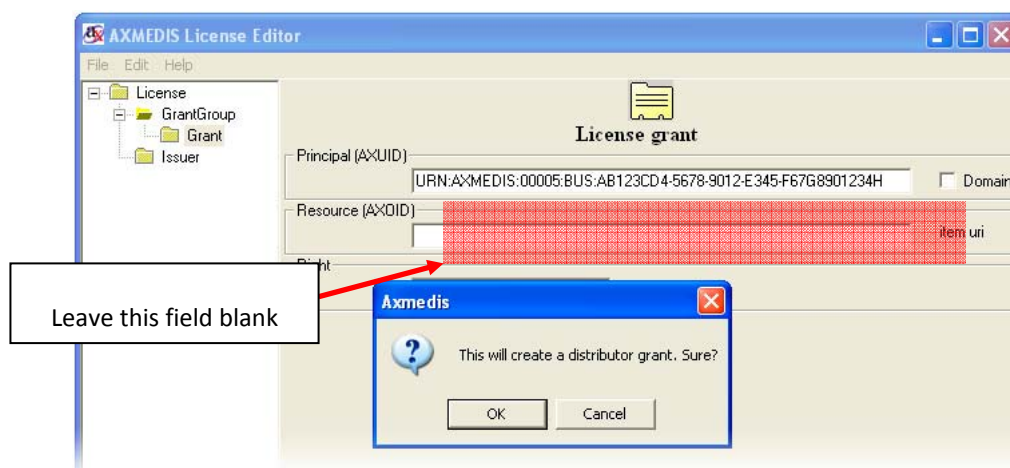 AXMEDIS License Editor
File Edit Help
License
GrantGroup
Grant
Issuer
License grant
Principal (AXUID)
URN:AXMEDIS:00005:BUS:AB123CD4-5678-9012-E345-F67G8901234H
Domain
Resource (AXOID)
item uri
Right
Leave this field blank
Axmedis
This will create a distributor grant. Sure?
OK
Cancel